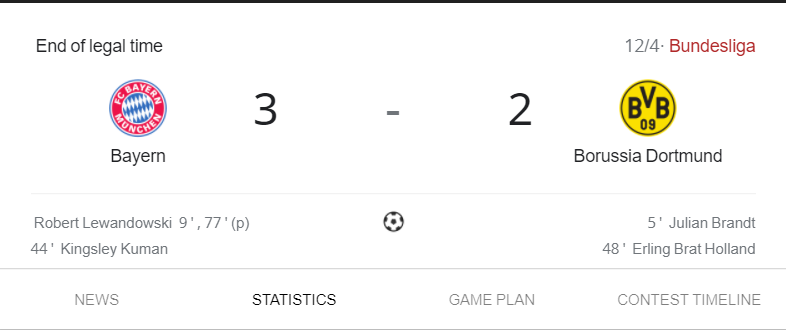 End of legal time
12/4· Bundesliga
FC BAYERN
MÜNCHEN
3 - 2
BVB
09
Bayern
Borussia Dortmund
Robert Lewandowski 9 ' , 77 ' (p)
5 ' Julian Brandt
44 ' Kingsley Kuman
48 ' Erling Brat Holland
NEWS
STATISTICS
GAME PLAN
CONTEST TIMELINE